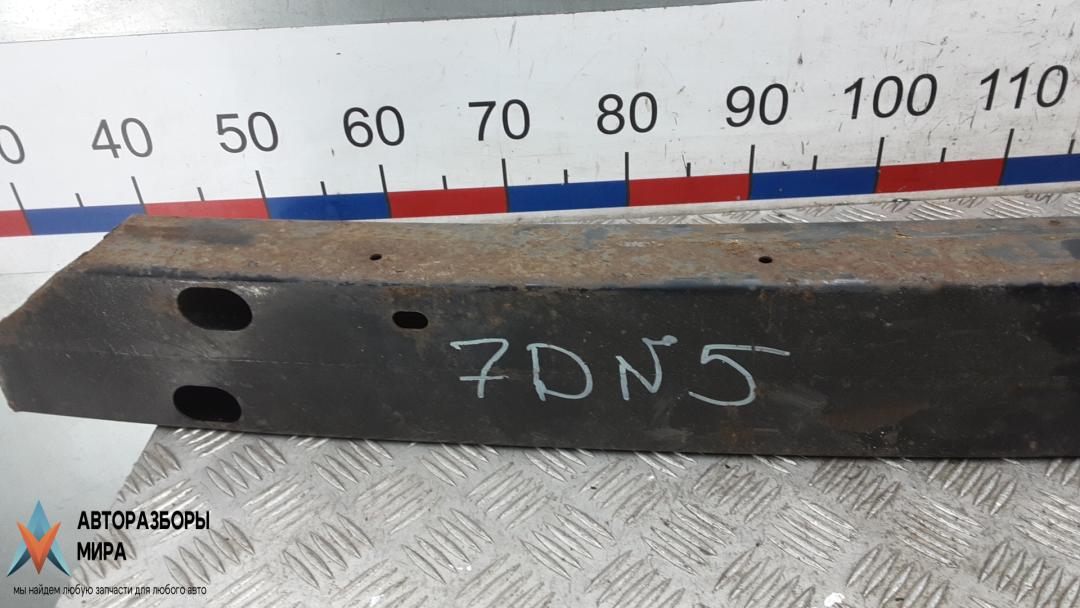 0 40 50 60 70 80 90 100 110
7DN5
АВТОРАЗБОРЫ
МИРА
мы найдем любую запчасти для любого авто